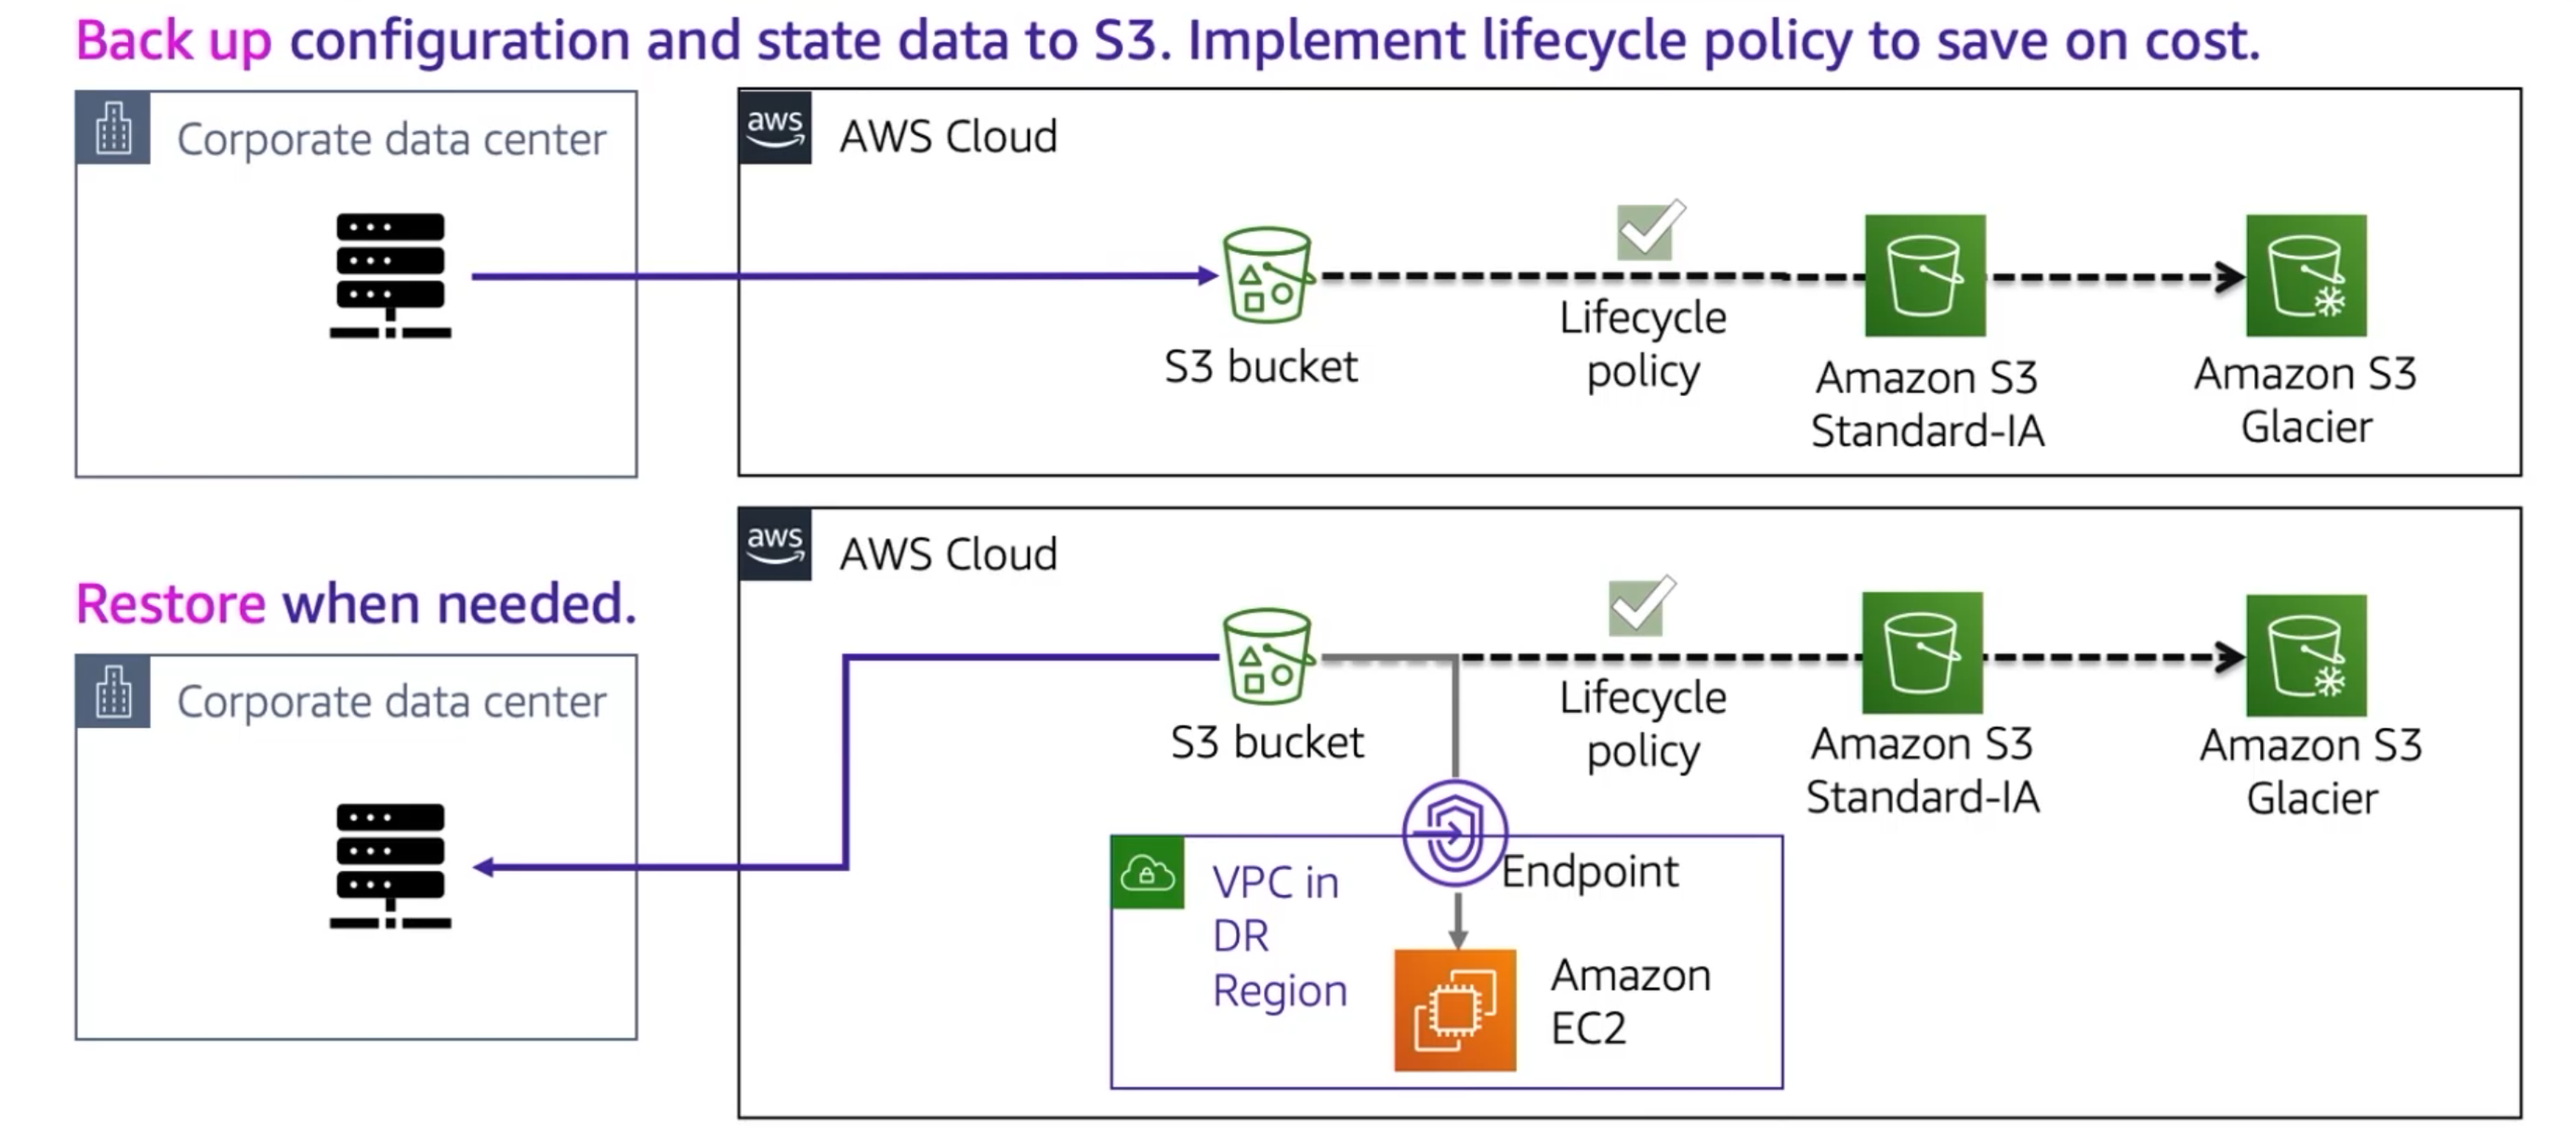 Back up configuration and state data to S3. Implement lifecycle policy to save on cost.
Corporate data center
aws
AWS Cloud
S3 bucket
Lifecycle
policy
Amazon S3
Standard-IA
Amazon S3
Glacier
Restore when needed.
Corporate data center
aws
AWS Cloud
S3 bucket
Lifecycle
policy
Amazon S3
Standard-IA
Amazon S3
Glacier
VPC in
DR
Region
Endpoint
Amazon
EC2